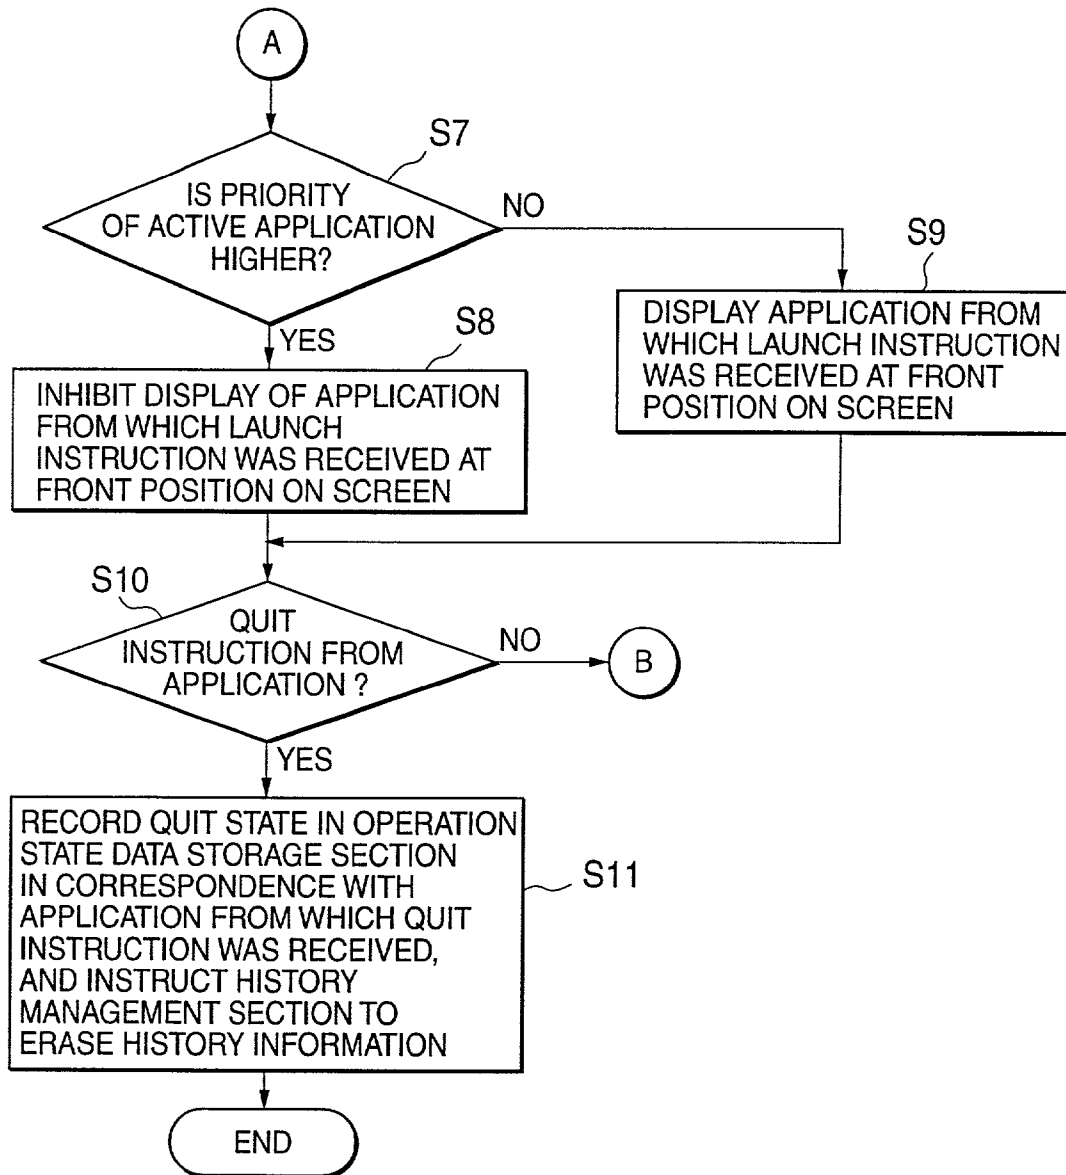 A
S7
IS PRIORITY
OF ACTIVE APPLICATION
HIGHER?
NO
YES
S9
DISPLAY APPLICATION FROM
WHICH LAUNCH INSTRUCTION
WAS RECEIVED AT FRONT
POSITION ON SCREEN
S8
INHIBIT DISPLAY OF APPLICATION
FROM WHICH LAUNCH
INSTRUCTION WAS RECEIVED AT
FRONT POSITION ON SCREEN
S10
QUIT
INSTRUCTION FROM
APPLICATION ?
NO
B
YES
RECORD QUIT STATE IN OPERATION
STATE DATA STORAGE SECTION
IN CORRESPONDENCE WITH
APPLICATION FROM WHICH QUIT
INSTRUCTION WAS RECEIVED,
AND INSTRUCT HISTORY
MANAGEMENT SECTION TO
ERASE HISTORY INFORMATION
S11
END